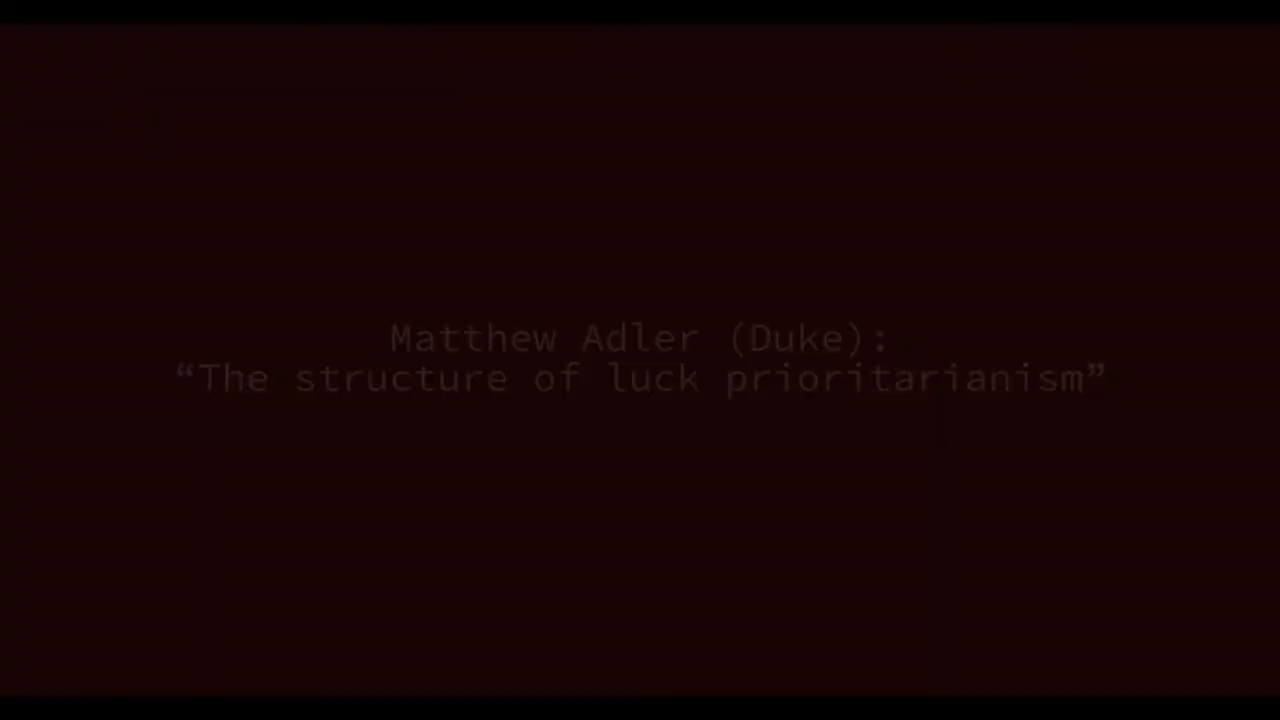 Matthew Adler (Duke):
“The structure of luck prioritarianism”